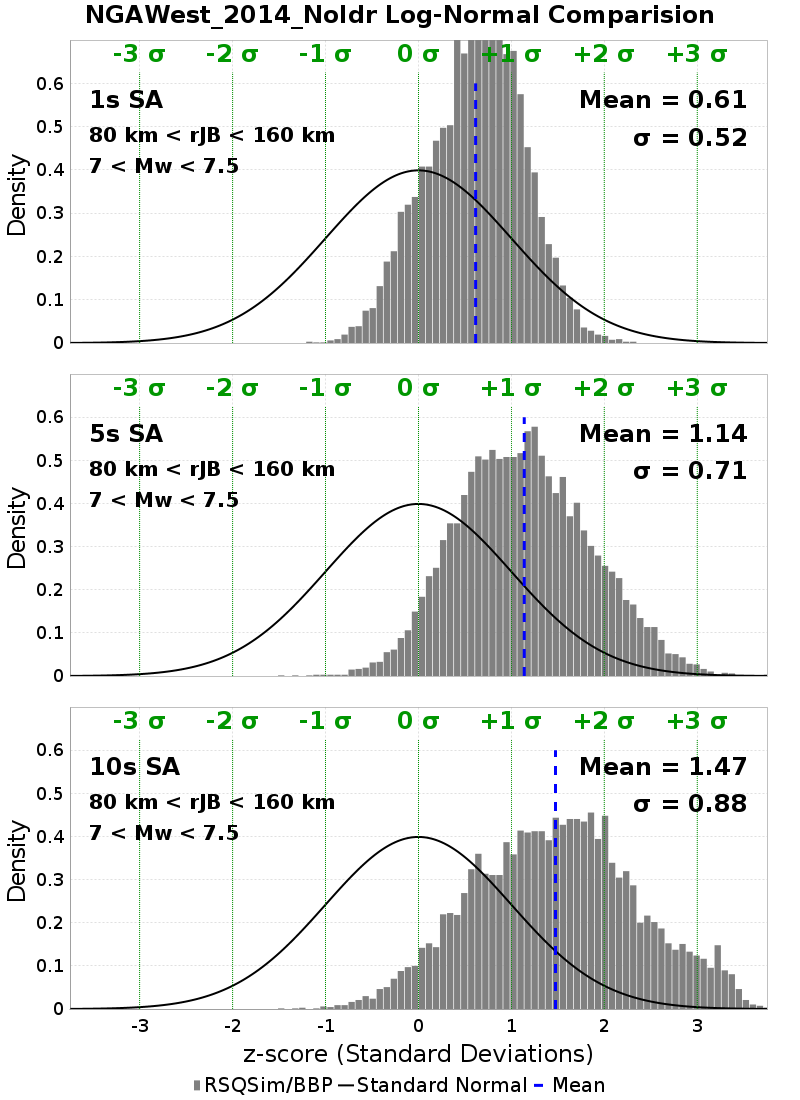 NGAWest_2014_NoIdr Log-Normal Comparision
-3 σ -2 σ -1 σ 0 σ +1 σ +2 σ +3 σ
1s SA Mean = 0.61
80 km < rJB < 160 km σ = 0.52
7 < Mw < 7.5
Density
0.6
0.5
0.4
0.3
0.2
0.1
0
-3 σ -2 σ -1 σ 0 σ +1 σ +2 σ +3 σ
5s SA Mean = 1.14
80 km < rJB < 160 km σ = 0.71
7 < Mw < 7.5
Density
0.6
0.5
0.4
0.3
0.2
0.1
0
-3 σ -2 σ -1 σ 0 σ +1 σ +2 σ +3 σ
10s SA Mean = 1.47
80 km < rJB < 160 km σ = 0.88
7 < Mw < 7.5
Density
0.6
0.5
0.4
0.3
0.2
0.1
0
-3 -2 -1 0 1 2 3
z-score (Standard Deviations)
RSQSim/BBP Standard Normal Mean